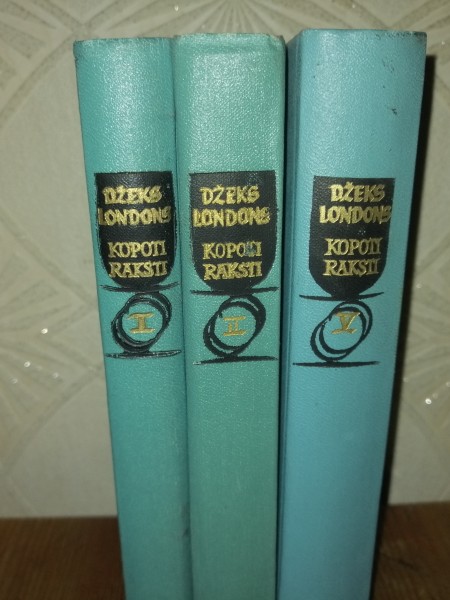 DŽEKS
LONDONS
KOPOTI
RAKSTI
I
DŽEKS
LONDONS
KOPOTI
RAKSTI
II
DŽEKS
LONDONS
KOPOTI
RAKSTI
V